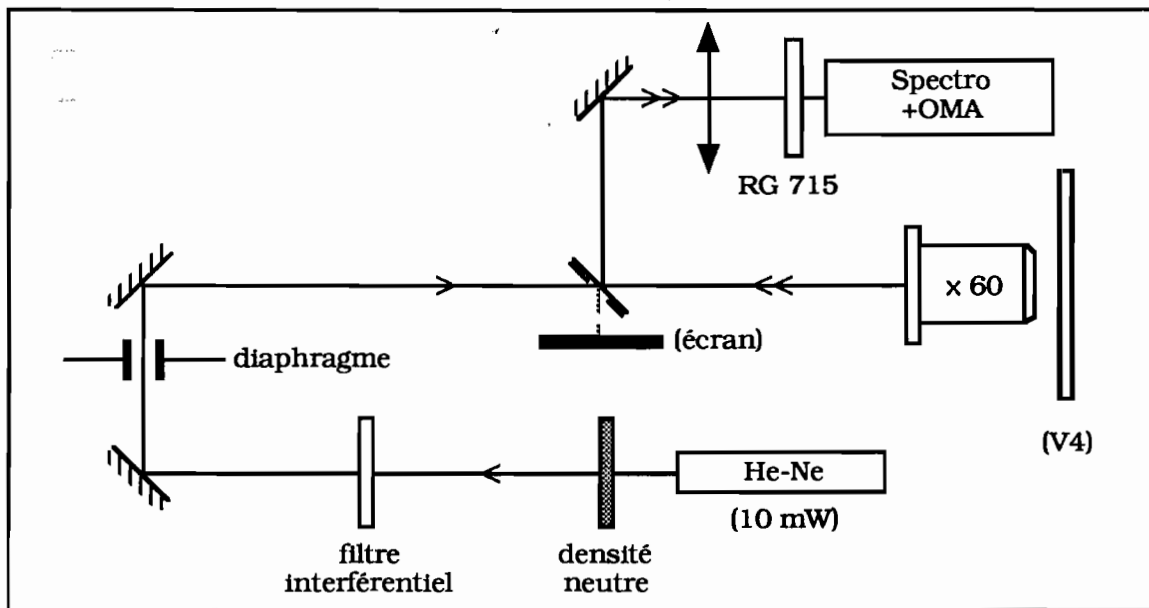 Spectro
+OMA
RG 715
x 60
(écran)
diaphragme
(V4)
He-Ne
(10 mW)
filtre
interférentiel
densité
neutre